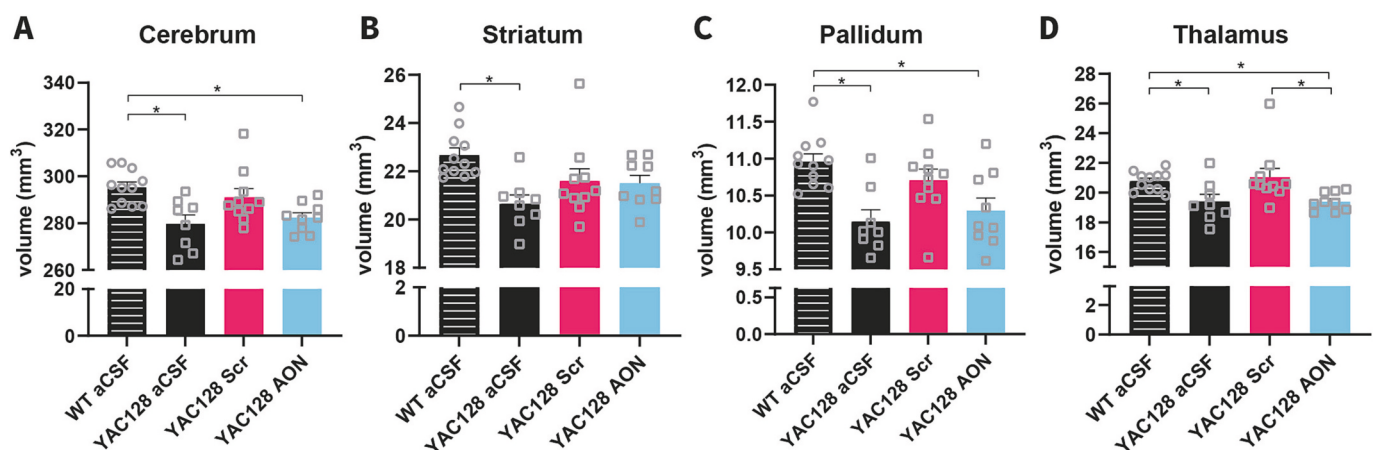 A Cerebrum
volume (mm³)
340
320
300
280
260
20
0
* *
WT aCSF
YAC128 aCSF
YAC128 Scr
YAC128 AON
B Striatum
volume (mm³)
26
24
22
20
18
2
0
*
WT aCSF
YAC128 aCSF
YAC128 Scr
YAC128 AON
C Pallidum
volume (mm³)
12.0
11.5
11.0
10.5
10.0
9.5
0.5
0.0
* *
WT aCSF
YAC128 aCSF
YAC128 Scr
YAC128 AON
D Thalamus
volume (mm³)
28
26
24
22
20
18
16
2
0
*
* *
WT aCSF
YAC128 aCSF
YAC128 Scr
YAC128 AON